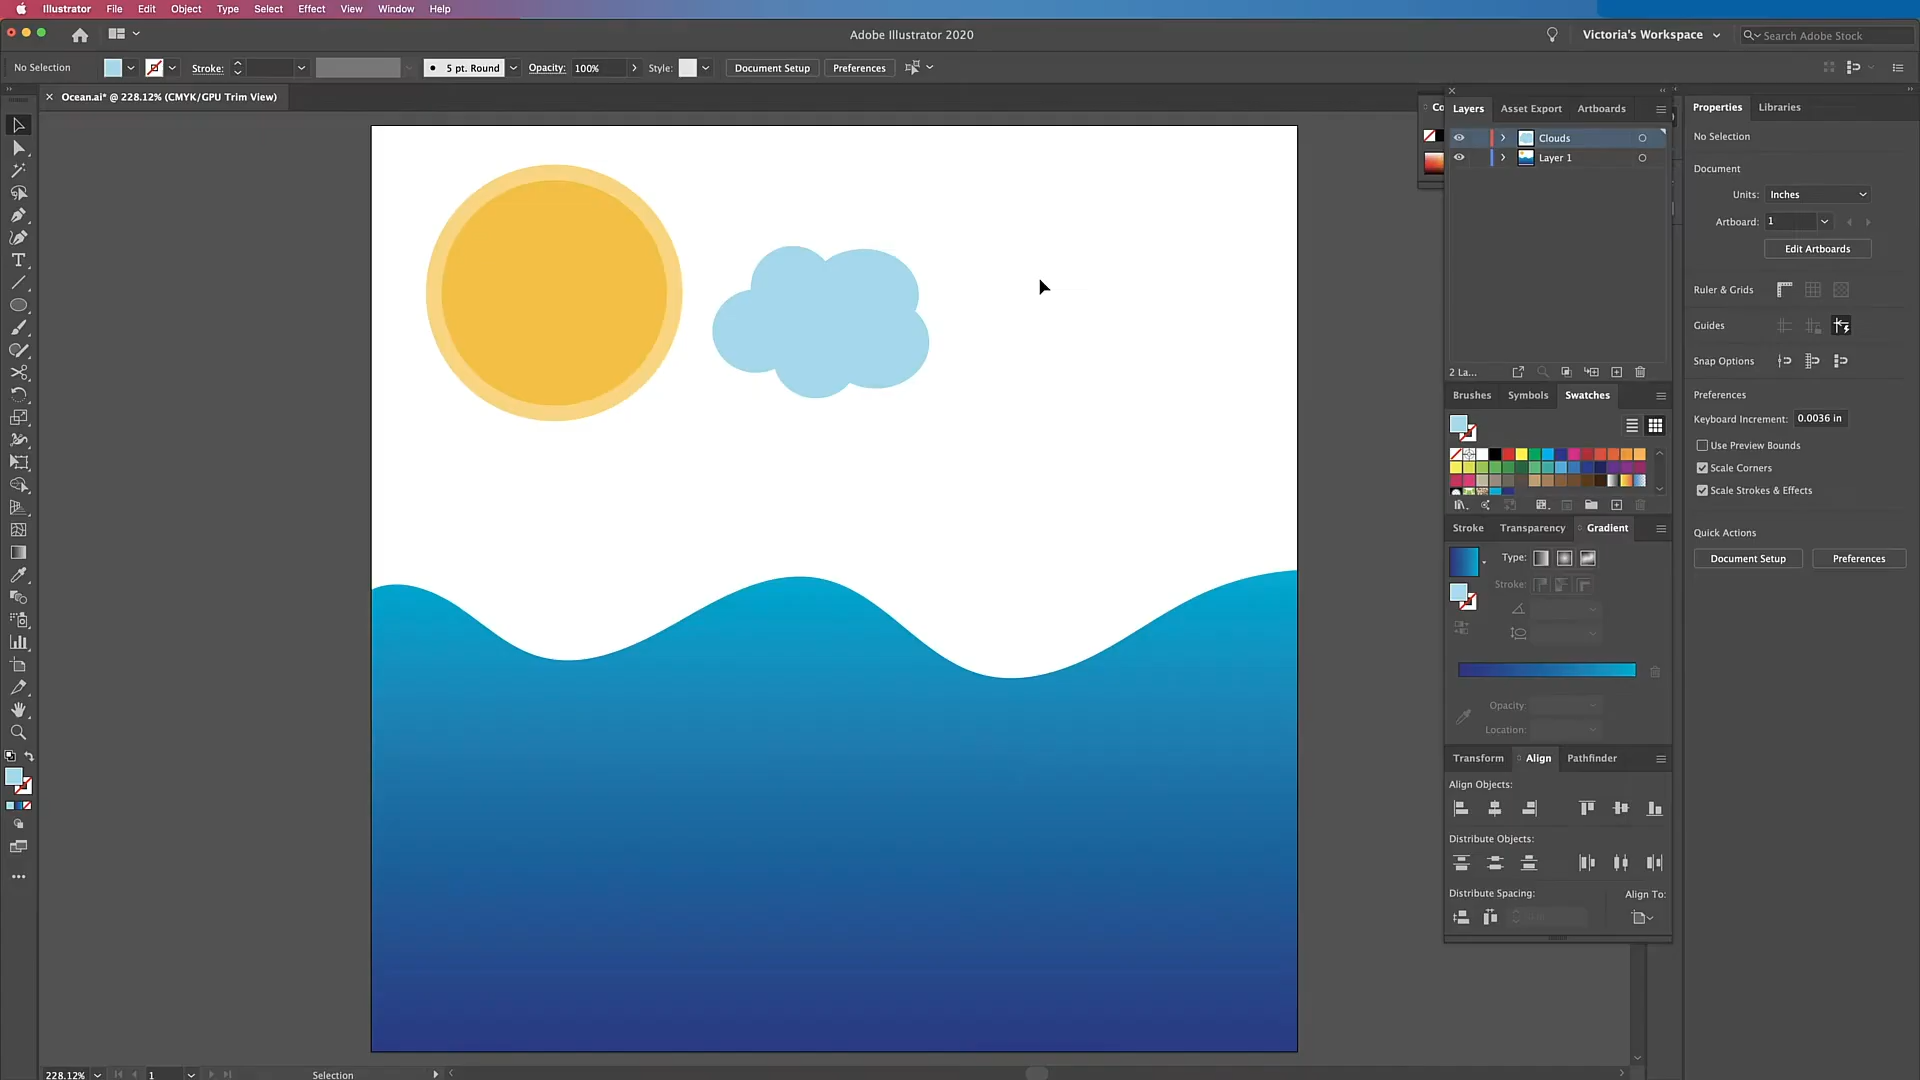 Illustrator File Edit Object Type Select Effect View Window Help
Adobe Illustrator 2020
Victoria's Workspace
Search Adobe Stock
No Selection
Stroke:
5 pt. Round
Opacity: 100%
Style:
Document Setup
Preferences
Ocean.ai* @ 228.12% (CMYK/GPU Trim View)
Co
Layers Asset Export Artboards
Clouds
Layer 1
2 La...
Brushes Symbols Swatches
Stroke Transparency Gradient
Type:
Stroke:
Opacity:
Location:
Transform Align Pathfinder
Align Objects:
Distribute Objects:
Distribute Spacing:
Align To:
Properties Libraries
No Selection
Document
Units: Inches
Artboard: 1
Edit Artboards
Ruler & Grids
Guides
Snap Options
Preferences
Keyboard Increment: 0.0036 in
Use Preview Bounds
Scale Corners
Scale Strokes & Effects
Quick Actions
Document Setup Preferences
228.12% 1 Selection